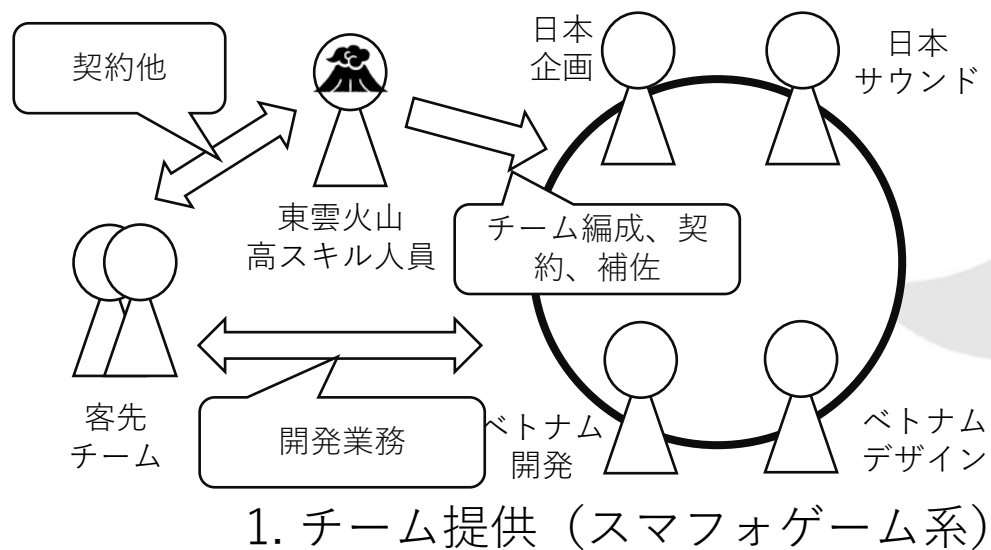 契約他
日本
企画
日本
サウンド
東雲火山
高スキル人員
チーム編成、契
約、補佐
客先
チーム
開発業務
ベトナム
開発
ベトナム
デザイン
1. チーム提供（スマフォゲーム系）